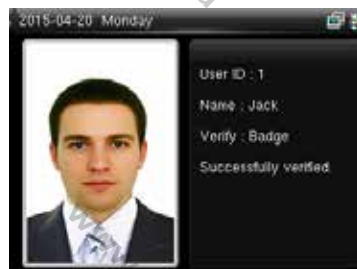 2015-04-20 Monday
User ID : 1
Name : Jack
Verify : Badge
Successfully verified.